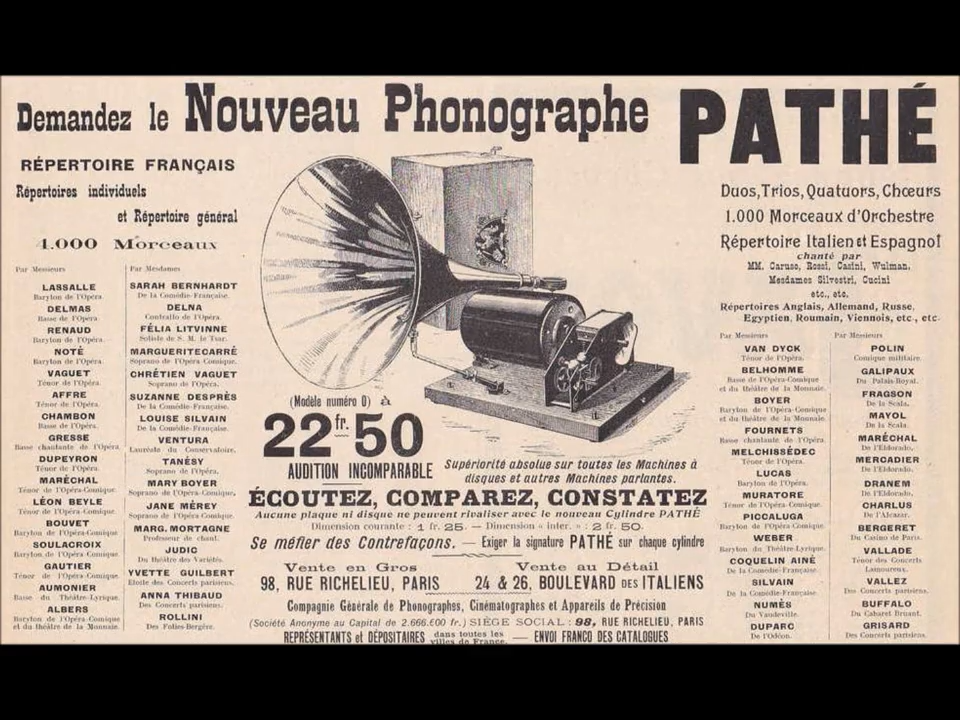 Demandez le Nouveau Phonographe PATHÉ
RÉPERTOIRE FRANÇAIS
Répertoires individuels
et Répertoire général
4.000 Morceaux
Par Messieurs
LASSALLE
Baryton de l'Opéra
DELMAS
Basse de l'Opéra.
RENAUD
Baryton de l'Opéra.
NOTÉ
Baryton de l'Opéra.
VAGUET
Ténor de l'Opéra.
AFFRE
Ténor de l'Opéra.
CHAMBON
Basse de l'Opéra.
GRESSE
Basse chantante de l'Opéra
DUPEYRON
Ténor de l'Opéra.
MARÉCHAL
Ténor de l'Opéra-Comique.
LÉON BEYLE
Ténor de l'Opéra-Comique.
BOUVET
Baryton de l'Opéra-Comique
SOULACROIX
Baryton de l'Opéra-Comique
GAUTIER
Ténor de l'Opéra-Comique.
AUMONIER
Basse du Théâtre-Lyrique.
ALBERS
Baryton de l'Opéra-Comique
et du théâtre de la Monnaie
Par Mesdames
SARAH BERNHARDT
De la Comédie-Française.
DELNA
Contralto de l'Opéra.
FÉLIA LITVINNE
Soliste de S. M. le Tsar.
MARGUERITE CARRÉ
Soprano de l'Opéra-Comique.
CHRÉTIEN VAGUET
Soprano de l'Opéra.
SUZANNE DESPRÈS
De la Comédie-Française.
LOUISE SILVAIN
De la Comédie-Française.
VENTURA
Lauréate du Conservatoire.
TANÉSY
Soprano de l'Opéra.
MARY BOYER
Soprano de l'Opéra-Comique,
JANE MÉREY
Soprano de l'Opéra-Comique.
MARG. MORTAGNE
Professeur de chant.
JUDIC
Du théâtre des Variétés.
YVETTE GUILBERT
Etoile des Concerts parisiens.
ANNA THIBAUD
Des Concerts parisiens.
ROLLINI
Des Folies-Bergère.
(Modèle numéro 0) à
22 fr. 50
AUDITION INCOMPARABLE
Supériorité absolue sur toutes les Machines à
disques et autres Machines parlantes.
ÉCOUTEZ, COMPAREZ, CONSTATEZ
Aucune plaque ni disque ne peuvent rivaliser avec le nouveau Cylindre PATHÉ
Dimension courante : 1 fr. 25. — Dimension « inter. » : 2 fr. 50.
Se méfier des Contrefaçons. — Exiger la signature PATHÉ sur chaque cylindre
Vente en Gros
98, RUE RICHELIEU, PARIS
Vente au Détail
24 & 26, BOULEVARD DES ITALIENS
Compagnie Générale de Phonographes, Cinématographes et Appareils de Précision
(Société Anonyme au Capital de 2.666.600 fr.) SIÈGE SOCIAL : 98, RUE RICHELIEU, PARIS
REPRÉSENTANTS et DÉPOSITAIRES dans toutes les villes de France. — ENVOI FRANCO DES CATALOGUES
Duos, Trios, Quatuors, Chœurs
1.000 Morceaux d'Orchestre
Répertoire Italien et Espagnol
chanté par
MM. Caruso, Rossi, Casini, Wulman,
Mesdames Silvestri, Cucini
etc., etc.
Répertoires Anglais, Allemand, Russe,
Egyptien, Roumain, Viennois, etc., etc.
Par Messieurs
VAN DYCK
Ténor de l'Opéra.
BELHOMME
Basse de l'Opéra-Comique
et du théâtre de la Monnaie.
BOYER
Baryton de l'Opéra-Comique
et du théâtre de la Monnaie.
FOURNETS
Basse chantante de l'Opéra.
MELCHISSÉDEC
Ténor de l'Opéra.
LUCAS
Baryton de l'Opéra.
MURATORE
Ténor de l'Opéra-Comique.
PICCALUGA
Baryton de l'Opéra-Comique
WEBER
Baryton du Théâtre-Lyrique.
COQUELIN AINÉ
De la Comédie-Française.
SILVAIN
De la Comédie-Française.
NUMÈS
Du Vaudeville.
DUPARC
De l'Odéon.
Par Messieurs
POLIN
Comique militaire.
GALIPAUX
Du Palais-Royal.
FRAGSON
De la Scala.
MAYOL
De la Scala.
MARÉCHAL
De l'Eldorado.
MERCADIER
De l'Eldorado.
DRANEM
De l'Eldorado.
CHARLUS
De l'Alcazar.
BERGERET
Du Casino de Paris.
VALLADE
Ténor des Concerts
Lamoureux.
VALLEZ
Des Concerts parisiens.
BUFFALO
Du Cabaret Bruant.
GRISARD
Des Concerts parisiens.